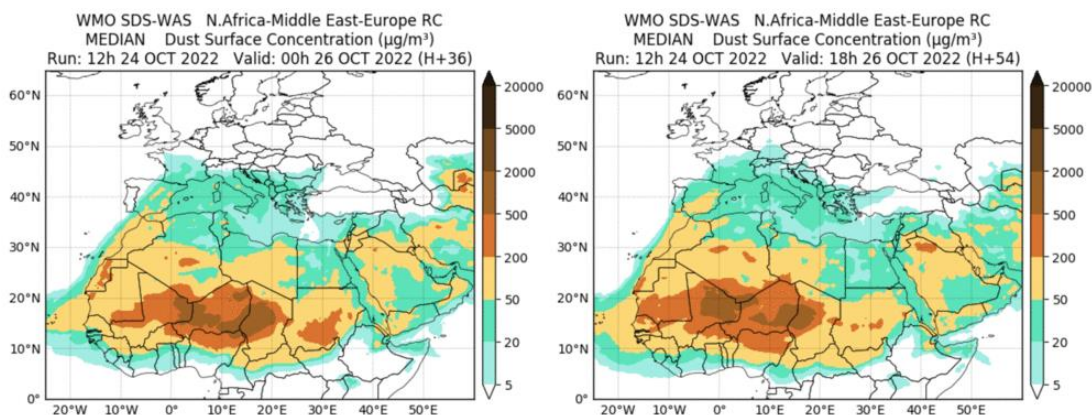 WMO SDS-WAS N.Africa-Middle East-Europe RC
MEDIAN Dust Surface Concentration (µg/m³)
Run: 12h 24 OCT 2022 Valid: 00h 26 OCT 2022 (H+36)
60°N
50°N
40°N
30°N
20°N
10°N
0°
20°W
10°W
0°
10°E
20°E
30°E
40°E
50°E
20000
5000
2000
500
200
50
20
5
WMO SDS-WAS N.Africa-Middle East-Europe RC
MEDIAN Dust Surface Concentration (µg/m³)
Run: 12h 24 OCT 2022 Valid: 18h 26 OCT 2022 (H+54)
60°N
50°N
40°N
30°N
20°N
10°N
0°
20°W
10°W
0°
10°E
20°E
30°E
40°E
50°E
20000
5000
2000
500
200
50
20
5